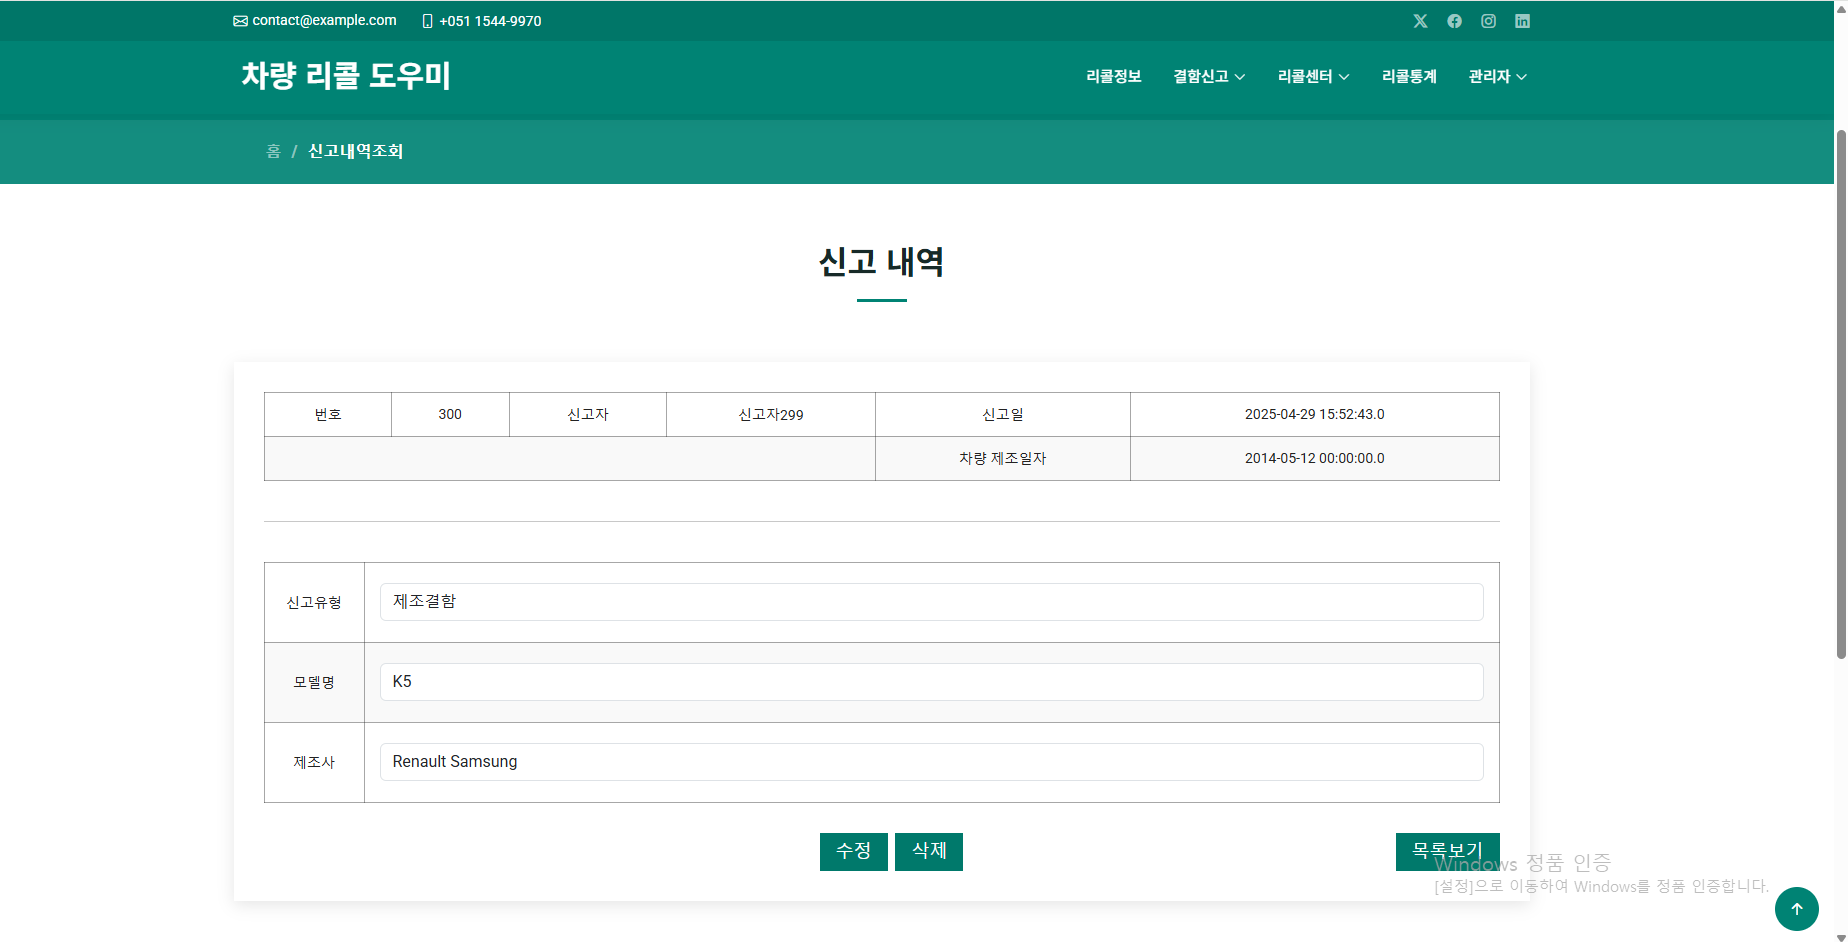 contact@example.com +051 1544-9970
차량 리콜 도우미
리콜정보 결함신고 리콜센터 리콜통계 관리자
홈 / 신고내역조회
신고 내역
번호 300 신고자 신고자299 신고일 2025-04-29 15:52:43.0
차량 제조일자 2014-05-12 00:00:00.0
신고유형 제조결함
모델명 K5
제조사 Renault Samsung
수정 삭제 목록보기
Windows 정품 인증
[설정]으로 이동하여 Windows를 정품 인증합니다.